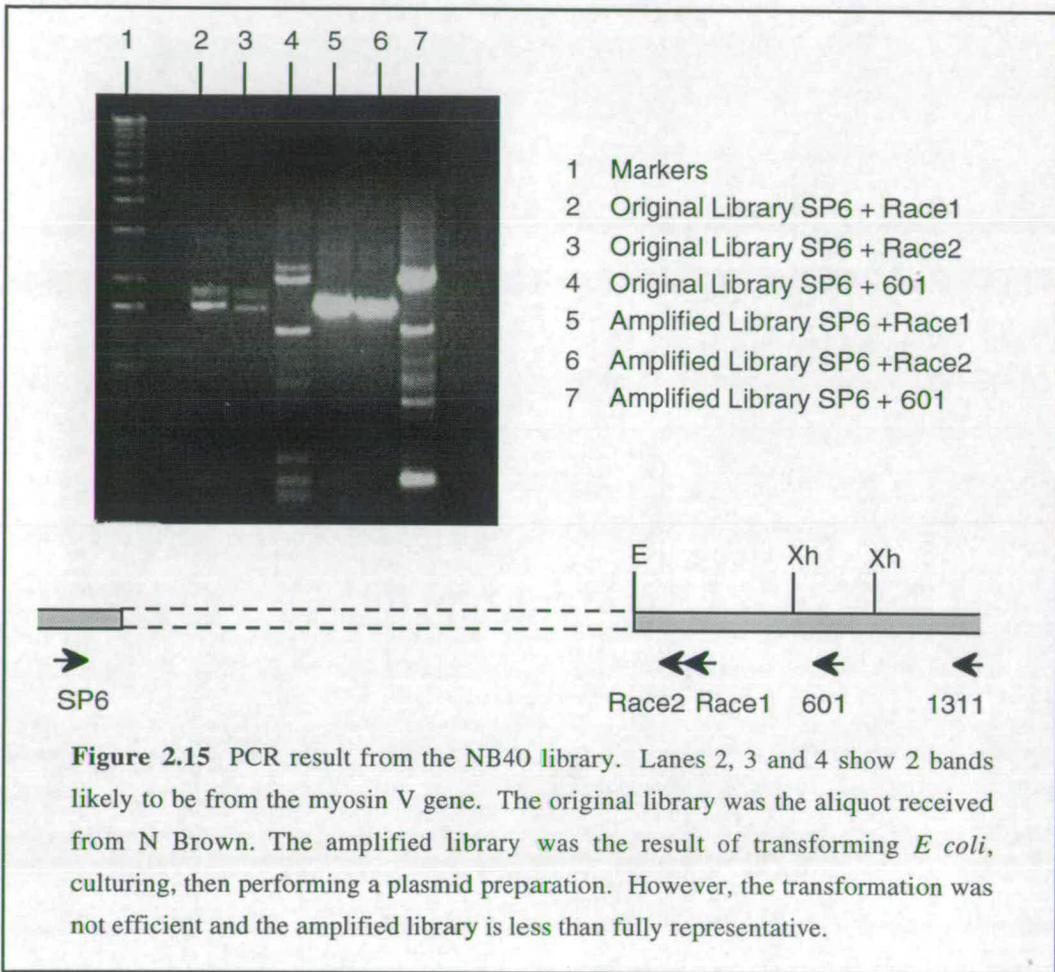 1 2 3 4 5 6 7
1 Markers
2 Original Library SP6 + Race1
3 Original Library SP6 + Race2
4 Original Library SP6 + 601
5 Amplified Library SP6 +Race1
6 Amplified Library SP6 +Race2
7 Amplified Library SP6 + 601
E Xh Xh
SP6 Race2 Race1 601 1311
Figure 2.15 PCR result from the NB40 library. Lanes 2, 3 and 4 show 2 bands
likely to be from the myosin V gene. The original library was the aliquot received
from N Brown. The amplified library was the result of transforming E coli,
culturing, then performing a plasmid preparation. However, the transformation was
not efficient and the amplified library is less than fully representative.